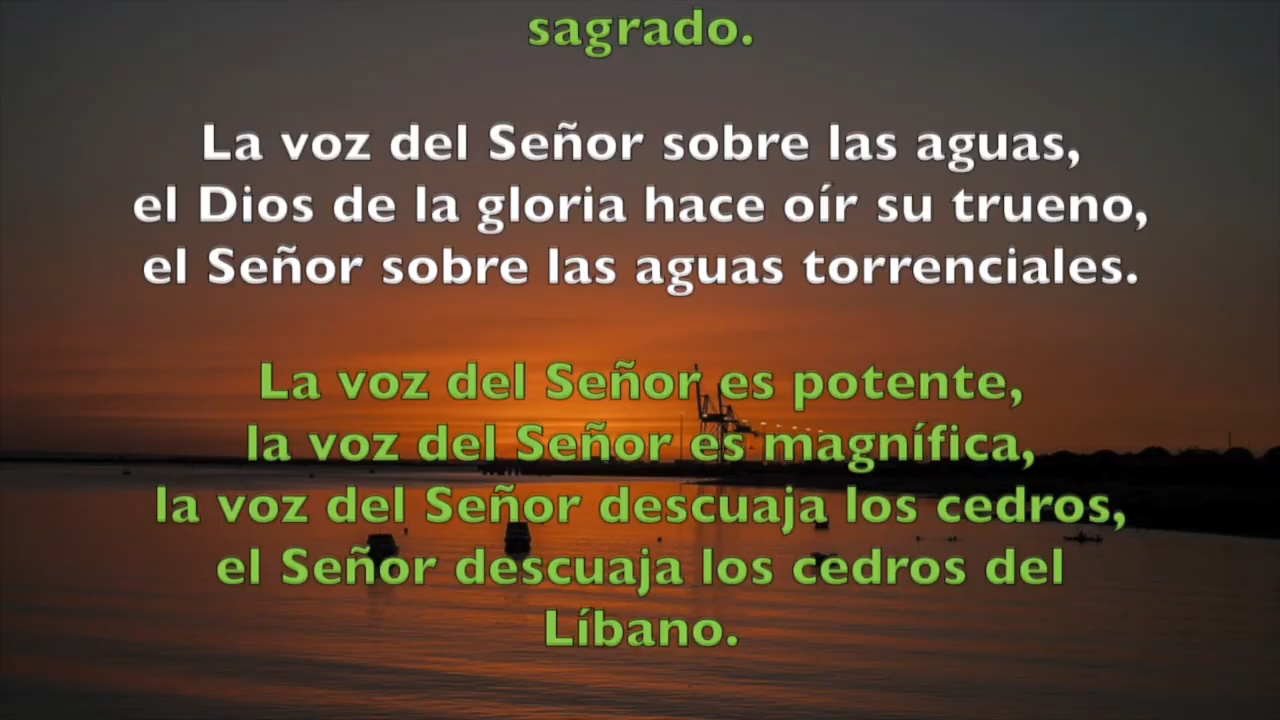 sagrado.
La voz del Señor sobre las aguas,
el Dios de la gloria hace oír su trueno,
el Señor sobre las aguas torrenciales.
La voz del Señor es potente,
la voz del Señor es magnífica,
la voz del Señor descuaja los cedros,
el Señor descuaja los cedros del
Líbano.